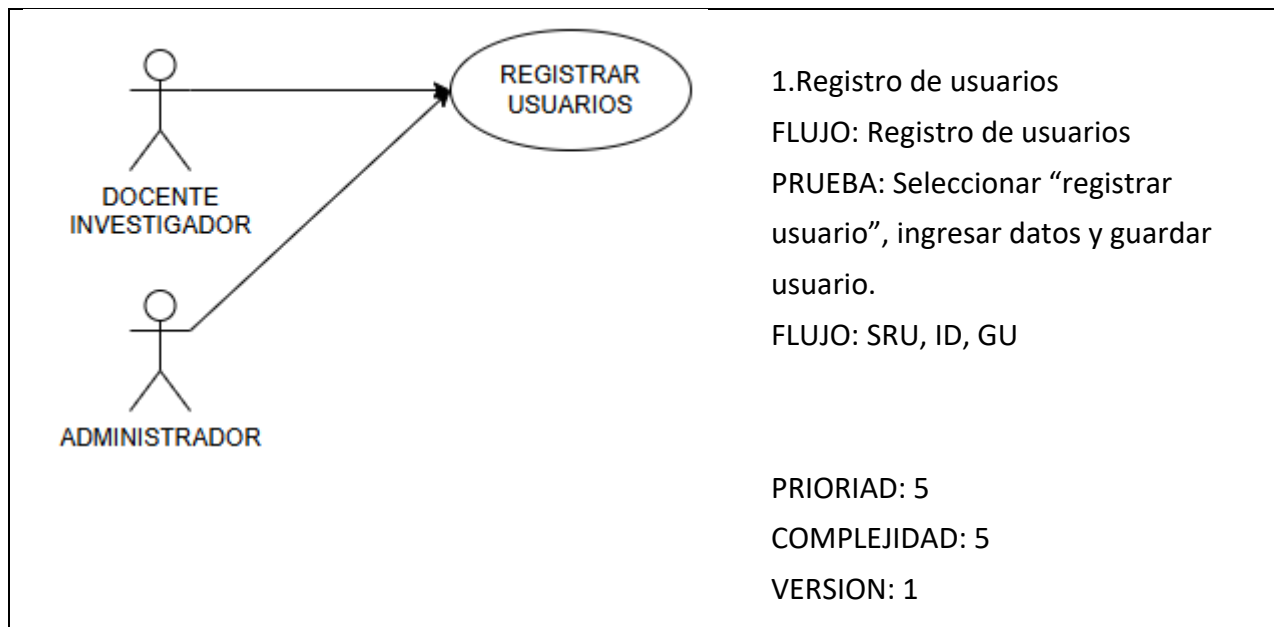 REGISTRAR
USUARIOS
DOCENTE
INVESTIGADOR
ADMINISTRADOR
1.Registro de usuarios
FLUJO: Registro de usuarios
PRUEBA: Seleccionar “registrar
usuario”, ingresar datos y guardar
usuario.
FLUJO: SRU, ID, GU
PRIORIAD: 5
COMPLEJIDAD: 5
VERSION: 1